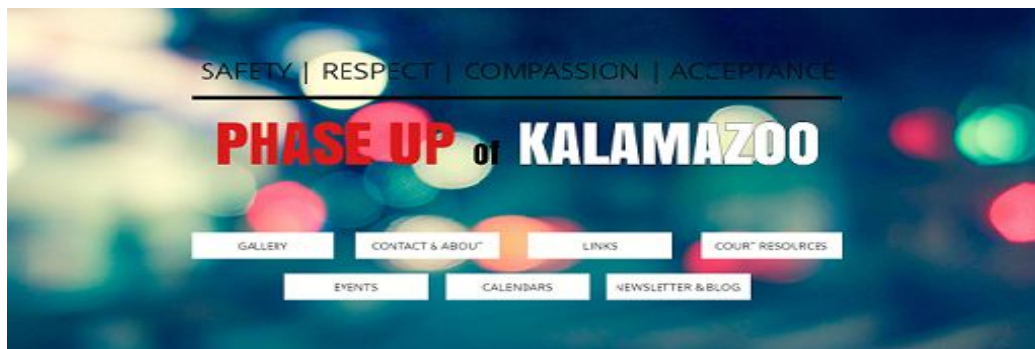 SAFETY | RESPECT | COMPASSION | ACCEPTANCE
PHASE UP of KALAMAZOO
GALLERY CONTACT & ABOUT LINKS COURT RESOURCES
EVENTS CALENDARS NEWSLETTER & BLOG